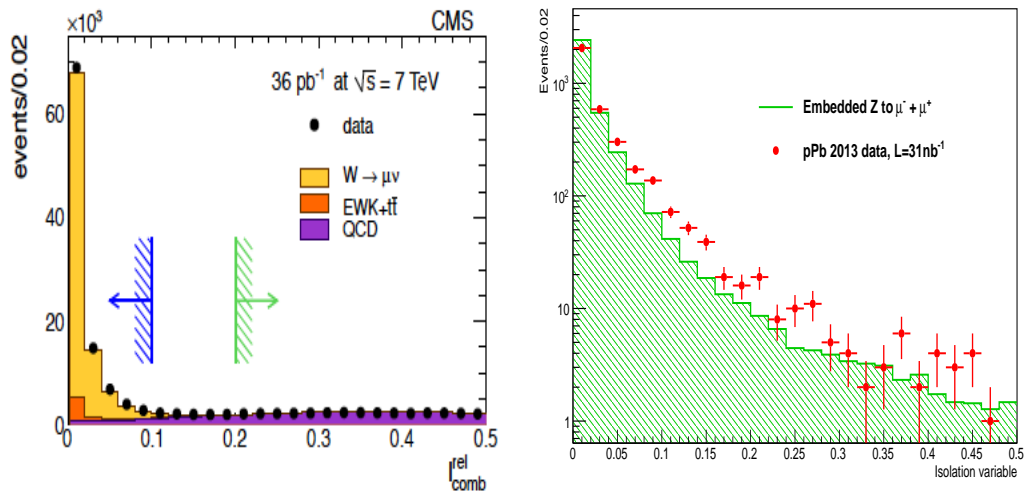 ×10³
CMS
events/0.02
36 pb⁻¹ at √s = 7 TeV
data
W → μν
EWK+tt̄
QCD
60
40
20
0
0 0.1 0.2 0.3 0.4 0.5
I^rel_comb
Events/0.02
10³
10²
10
1
Embedded Z to μ⁻ + μ⁺
pPb 2013 data, L=31nb⁻¹
0 0.05 0.1 0.15 0.2 0.25 0.3 0.35 0.4 0.45 0.5
Isolation variable